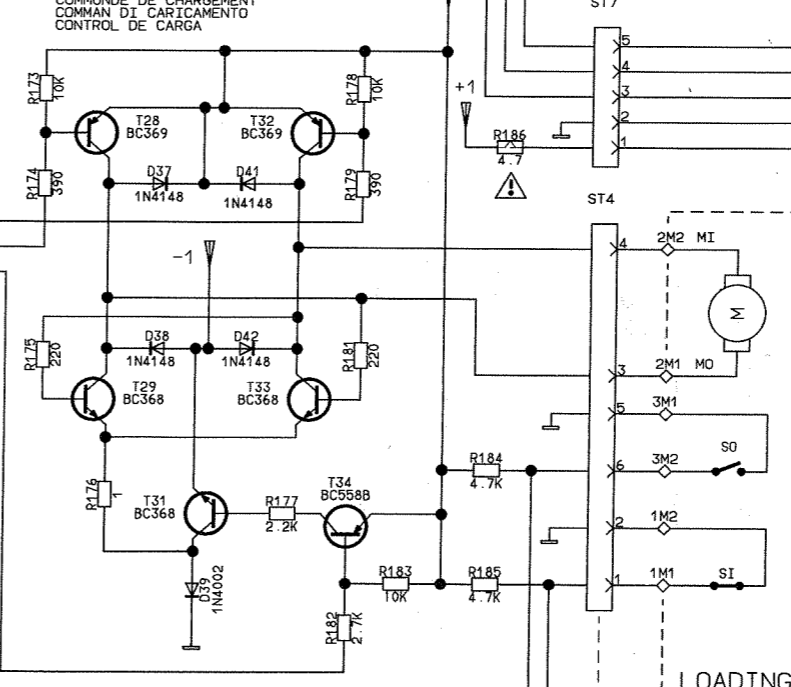 COMMONDE DE CHARGEMENT
COMMAN DI CARICAMENTO
CONTROL DE CARGA
ST7
5
4
3
2
1
+1
R186
4.7
R173
10K
T28
BC369
T32
BC369
R178
10K
R174
390
D37
1N4148
D41
1N4148
R179
390
ST4
-1
4
2M2
MI
M
R175
220
D38
1N4148
D42
1N4148
R181
220
3
2M1
MO
T29
BC368
T33
BC368
5
3M1
R184
4.7K
6
3M2
SO
R176
1
T31
BC368
R177
2.2K
T34
BC558B
2
1M2
D39
1N4002
R183
10K
R185
4.7K
1
1M1
SI
R182
2.7K
LOADING